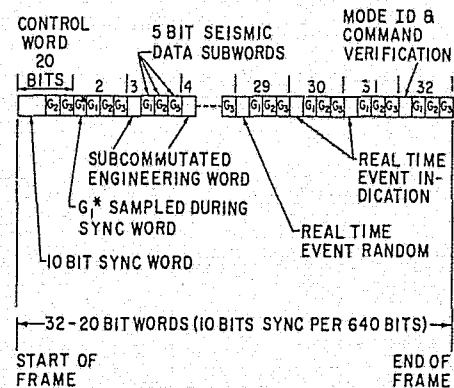 CONTROL
WORD
20
BITS
5 BIT SEISMIC
DATA SUBWORDS
MODE ID &
COMMAND
VERIFICATION
2 3 4 29 30 31 32
G2 G3 G1* G1 G2 G3 G1 G2 G3 G3 G1 G2 G3 G1 G2 G3 G1 G2 G3 G1 G2 G3
SUBCOMMUTATED
ENGINEERING WORD
G1* SAMPLED DURING
SYNC WORD
10 BIT SYNC WORD
REAL TIME
EVENT IN-
DICATION
REAL TIME
EVENT RANDOM
32-20 BIT WORDS (10 BITS SYNC PER 640 BITS)
START OF
FRAME
END OF
FRAME